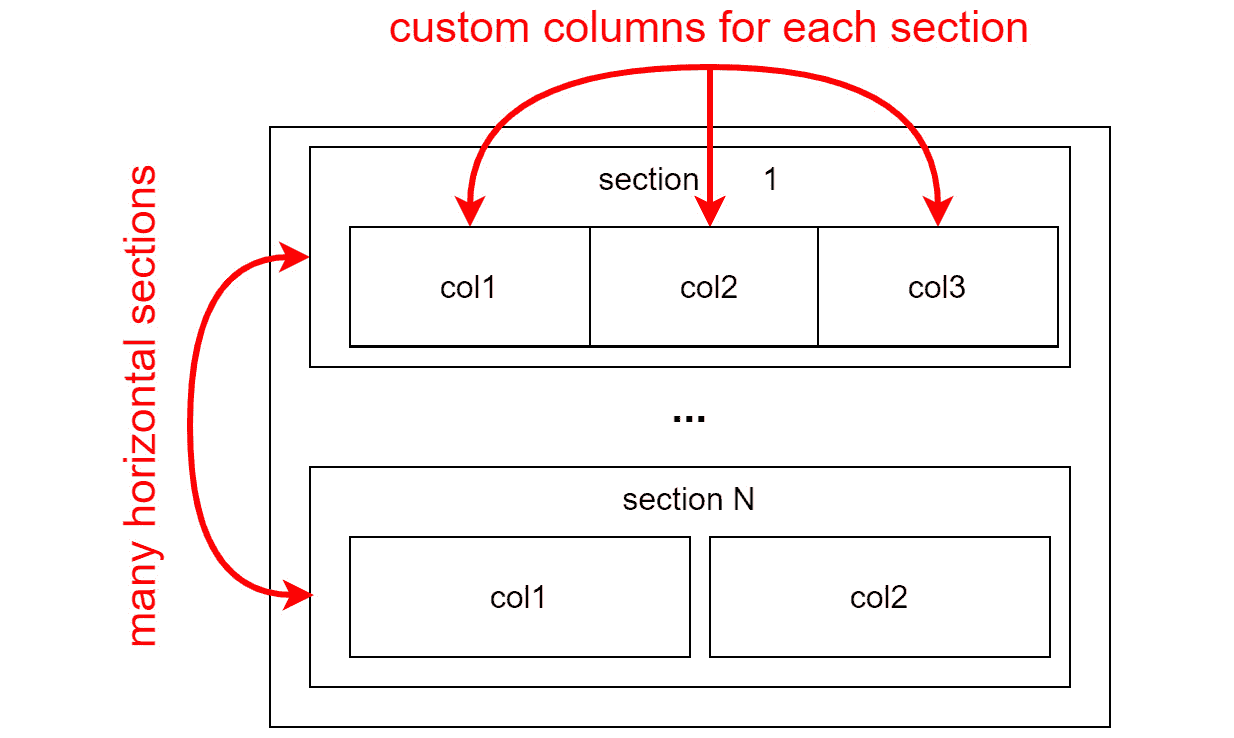 custom columns for each section
section 1
col1
col2
col3
many horizontal sections
...
section N
col1
col2